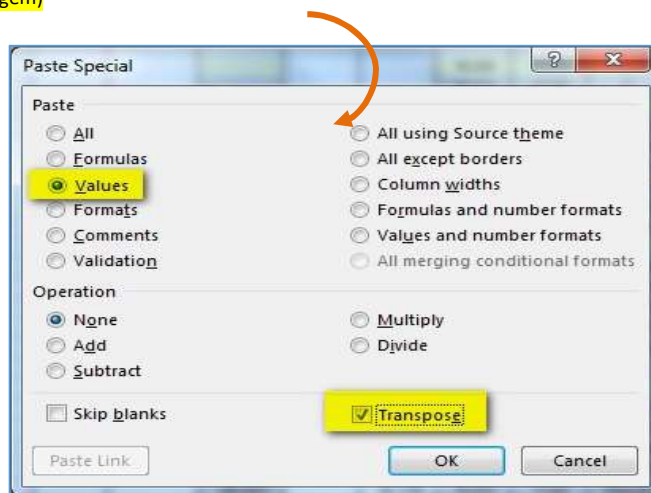 gem)
Paste Special
Paste
All
All using Source theme
Formulas
All except borders
Values
Column widths
Formats
Formulas and number formats
Comments
Values and number formats
Validation
All merging conditional formats
Operation
None
Multiply
Add
Divide
Subtract
Skip blanks
Transpose
Paste Link
OK
Cancel